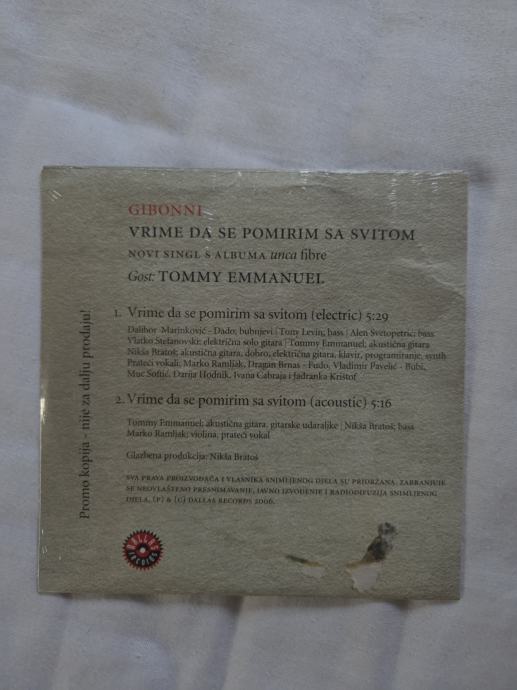 GIBONNI
VRIME DA SE POMIRIM SA SVITOM
NOVI SINGL S ALBUMA unca fibre
Gost: TOMMY EMMANUEL
1. Vrime da se pomirim sa svitom (electric) 5:29
Dalibor Marinković - Dado; bubnjevi | Tony Levin; bass | Alen Svetopetrić; bass
Vlatko Stefanovski; električna solo gitara | Tommy Emmanuel; akustična gitara
Nikša Bratoš; akustična gitara, dobro, električna gitara, klavir, programiranje, synth
Prateći vokali; Marko Ramljak, Dragan Brnas - Fudo, Vladimir Pavelić - Bubi,
Muc Softić, Darija Hodnik, Ivana Čabraja i Jadranka Krištof
2. Vrime da se pomirim sa svitom (acoustic) 5:16
Tommy Emmanuel; akustična gitara, gitarske udaraljke | Nikša Bratoš; bass
Marko Ramljak; violina, prateći vokal
Glazbena produkcija: Nikša Bratoš
SVA PRAVA PROIZVOĐAČA I VLASNIKA SNIMLJENOG DJELA SU PRIDRŽANA. ZABRANJUJE
SE NEOVLAŠTENO PRESNIMAVANJE, JAVNO IZVOĐENJE I RADIODIFUZIJA SNIMLJENOG
DJELA. (P) & (C) DALLAS RECORDS 2006.
Promo kopija - nije za dalju prodaju!
DALLAS
RECORDS